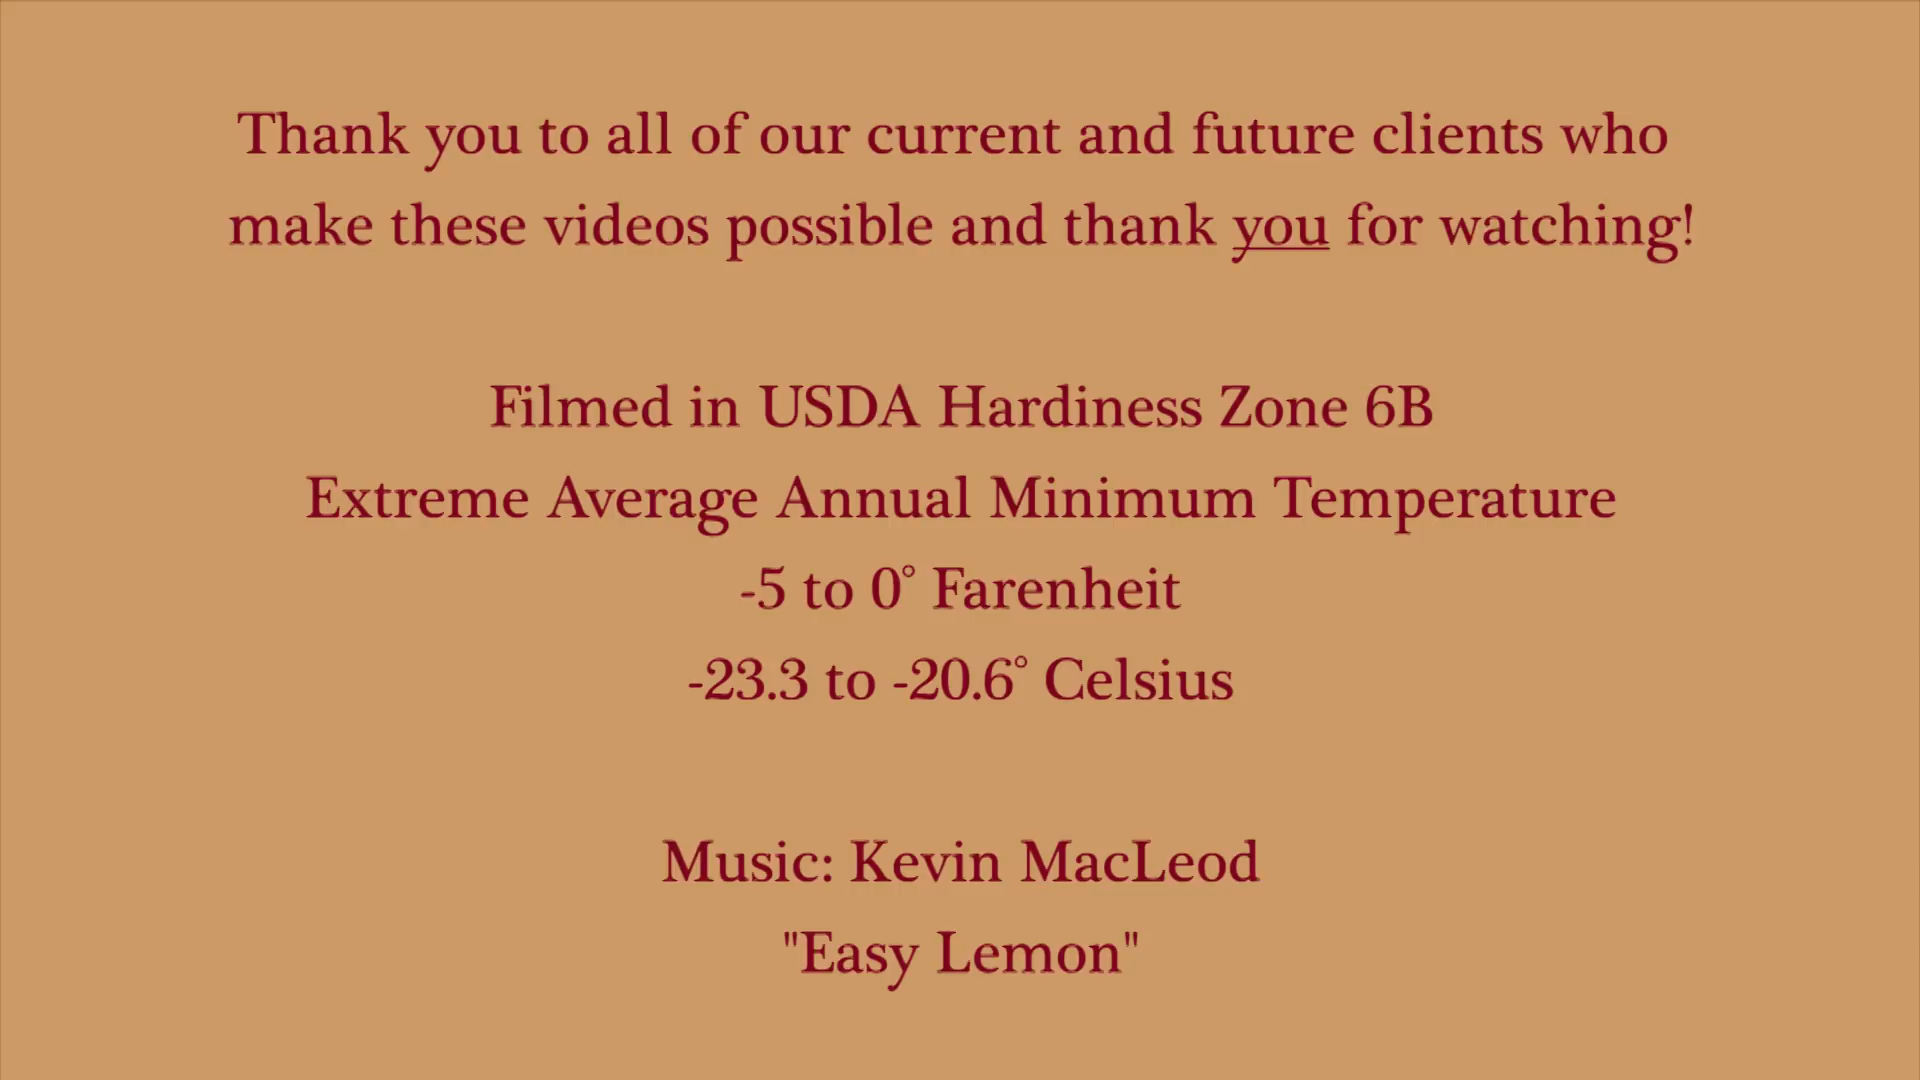 Thank you to all of our current and future clients who
make these videos possible and thank you for watching!
Filmed in USDA Hardiness Zone 6B
Extreme Average Annual Minimum Temperature
-5 to 0° Farenheit
-23.3 to -20.6° Celsius
Music: Kevin MacLeod
"Easy Lemon"